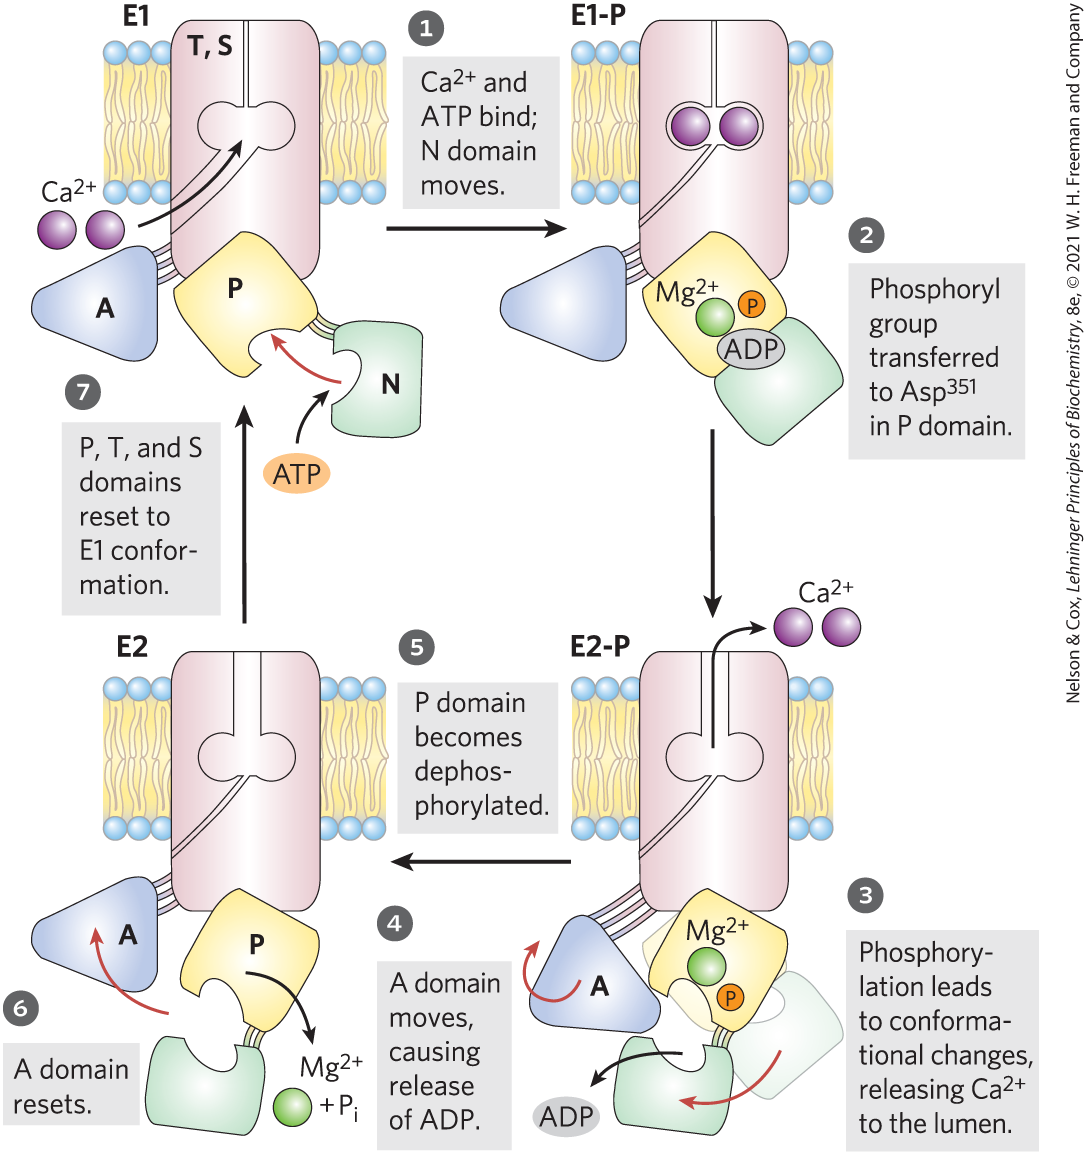 E1
T, S
Ca2+
A
P
N
ATP
1
Ca2+ and
ATP bind;
N domain
moves.
E1-P
Mg2+
P
ADP
2
Phosphoryl
group
transferred
to Asp351
in P domain.
Ca2+
E2-P
Mg2+
P
A
ADP
3
Phosphory-
lation leads
to conforma-
tional changes,
releasing Ca2+
to the lumen.
4
A domain
moves,
causing
release
of ADP.
5
P domain
becomes
dephos-
phorylated.
E2
A
P
Mg2+
+Pi
6
A domain
resets.
7
P, T, and S
domains
reset to
E1 confor-
mation.
Nelson & Cox, Lehninger Principles of Biochemistry, 8e, © 2021 W. H. Freeman and Company